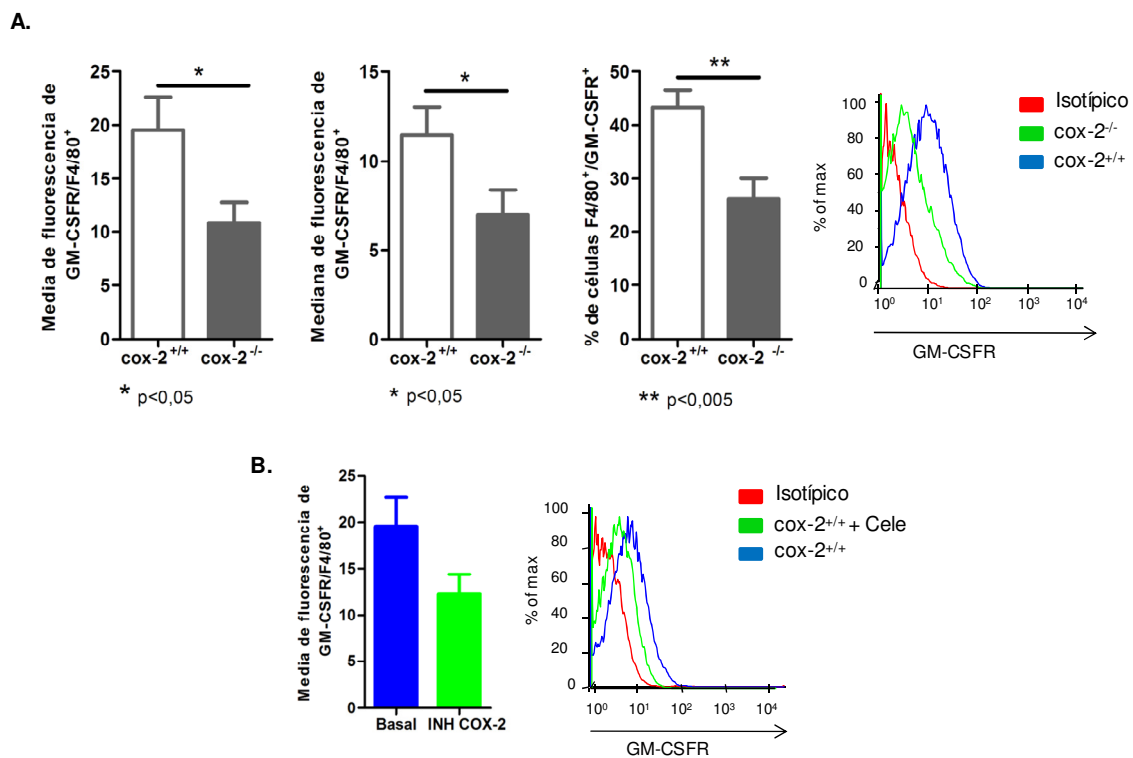 A.
Media de fluorescencia de
GM-CSFR/F4/80⁺
25
20
15
10
5
0
*
cox-2⁺/⁺ cox-2⁻/⁻
* p<0,05
Mediana de fluorescencia de
GM-CSFR/F4/80⁺
15
10
5
0
*
cox-2⁺/⁺ cox-2⁻/⁻
* p<0,05
% de células F4/80⁺/GM-CSFR⁺
50
40
30
20
10
0
**
cox-2⁺/⁺ cox-2⁻/⁻
** p<0,005
% of max
100
80
60
40
20
0
10⁰ 10¹ 10² 10³ 10⁴
GM-CSFR
Isotípico
cox-2⁻/⁻
cox-2⁺/⁺
B.
Media de fluorescencia de
GM-CSFR/F4/80⁺
25
20
15
10
5
0
Basal INH COX-2
% of max
100
80
60
40
20
0
10⁰ 10¹ 10² 10³ 10⁴
GM-CSFR
Isotípico
cox-2⁺/⁺ + Cele
cox-2⁺/⁺